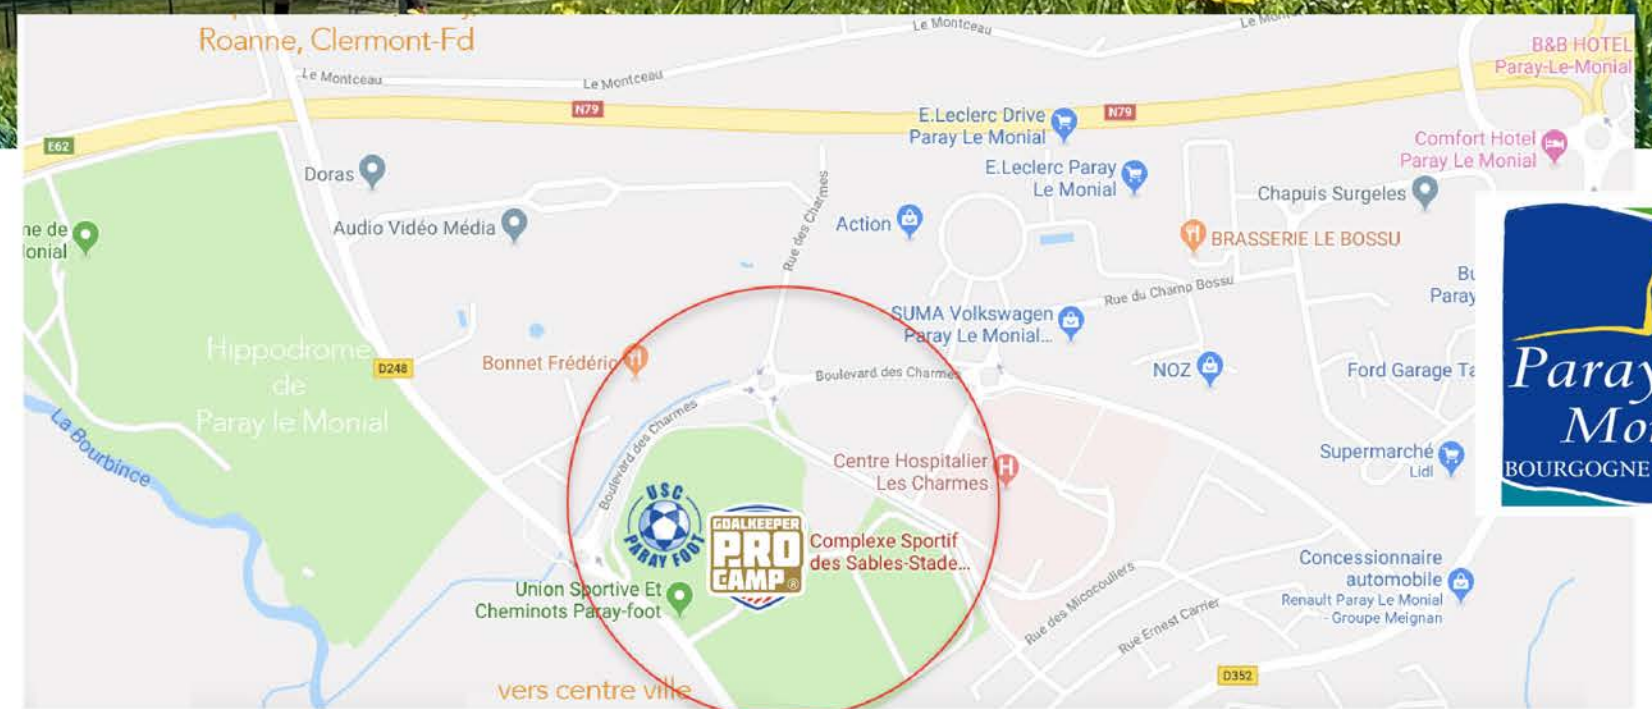 Roanne, Clermont-Fd
Le Montceau
Le Montceau
Le Montceau
N79
N79
E62
B&B HOTEL
Paray-Le-Monial
E.Leclerc Drive
Paray Le Monial
Comfort Hotel
Paray Le Monial
E.Leclerc Paray
Le Monial
Doras
Chapuis Surgeles
Audio Vidéo Média
Rue des Charmes
Action
BRASSERIE LE BOSSU
ne de
onial
Rue du Champ Bossu
Paray
SUMA Volkswagen
Paray Le Monial...
Hippodrome
de
Paray le Monial
D248
Bonnet Frédéric
Boulevard des Charmes
NOZ
Ford Garage Ta
Paray
Mo
BOURGOGNE
La Bourbince
Boulevard des Charmes
Centre Hospitalier
Les Charmes
Supermarché
Lidl
USC
PARAY FOOT
GOALKEEPER
PRO
CAMP®
Complexe Sportif
des Sables-Stade...
Union Sportive Et
Cheminots Paray-foot
Rue des Micocouliers
Rue Ernest Carrier
Concessionnaire
automobile
Renault Paray Le Monial
- Groupe Meignan
D352
vers centre ville